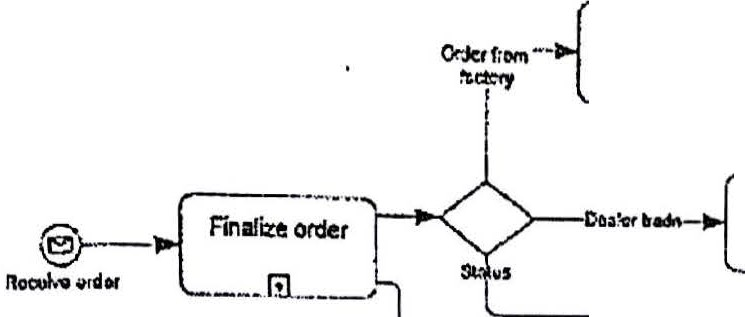 Order from
factory
Finalize order
Dealer trade
Status
Receive order